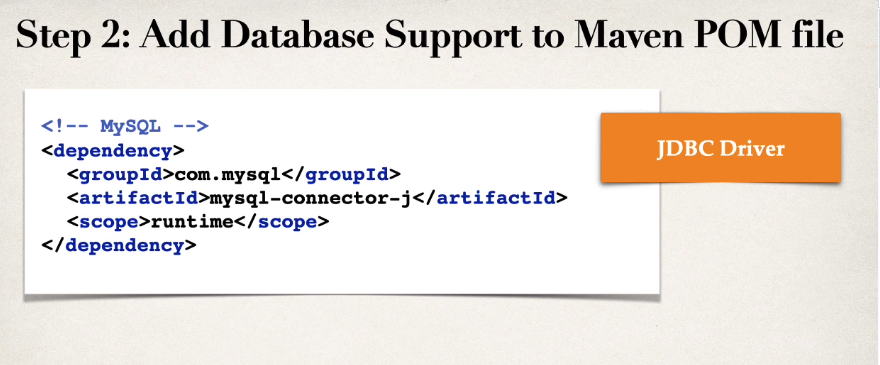 Step 2: Add Database Support to Maven POM file
<!-- MySQL -->
<dependency>
<groupId>com.mysql</groupId>
<artifactId>mysql-connector-j</artifactId>
<scope>runtime</scope>
</dependency>
JDBC Driver